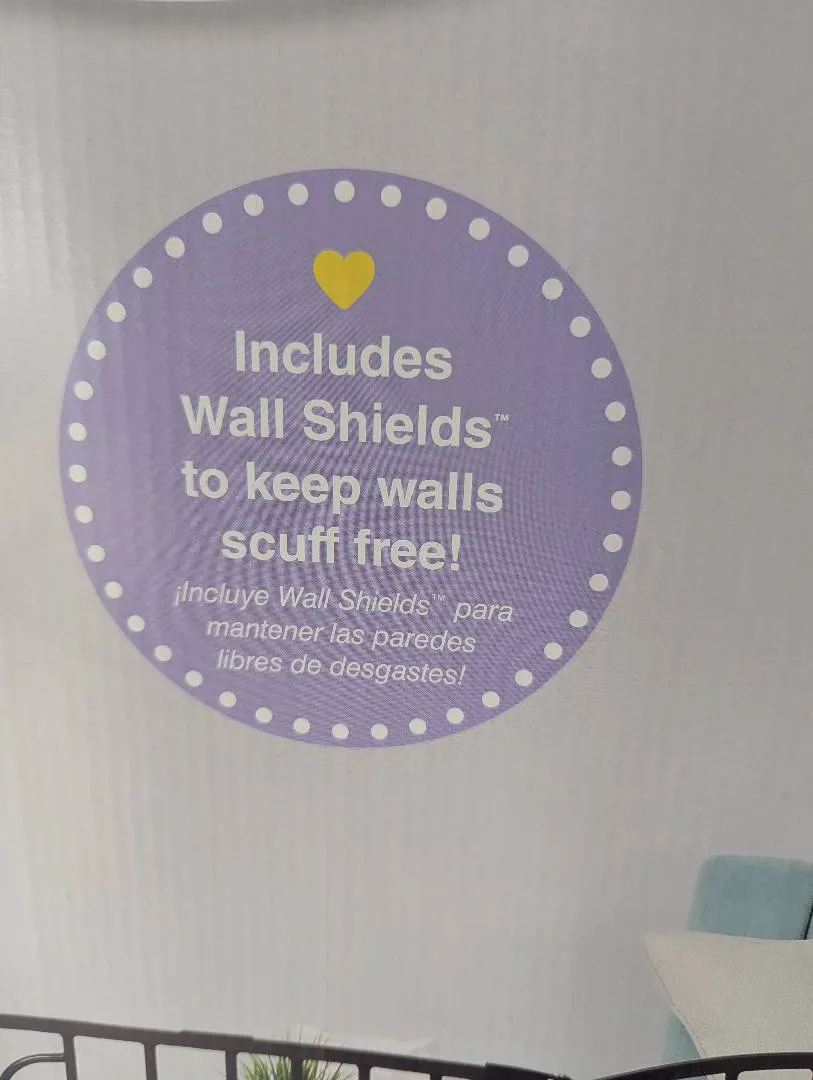 Includes
Wall Shields™
to keep walls
scuff free!
¡Incluye Wall Shields™ para
mantener las paredes
libres de desgastes!